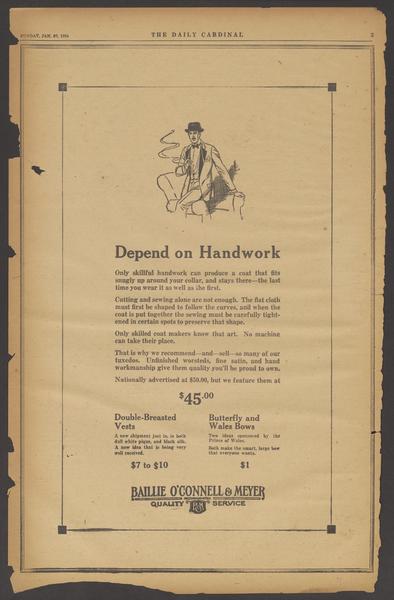 SUNDAY, JAN. 27, 1924
THE DAILY CARDINAL
3
Depend on Handwork
Only skillful handwork can produce a coat that fits
snugly up around your collar, and stays there—the last
time you wear it as well as the first.
Cutting and sewing alone are not enough. The flat cloth
must first be shaped to follow the curves, and when the
coat is put together the sewing must be carefully tight-
ened in certain spots to preserve that shape.
Only skilled coat makers know that art. No machine
can take their place.
That is why we recommend—and—sell—so many of our
tuxedos. Unfinished worsteds, fine satin, and hand
workmanship give them quality you'll be proud to own.
Nationally advertised at $50.00, but we feature them at
$45.00
Double-Breasted
Vests
A new shipment just in, in both
dull white pique, and black silk.
A new idea that is being very
well received.
$7 to $10
Butterfly and
Wales Bows
Two ideas sponsored by the
Prince of Wales.
Each make the smart, large bow
that everyone wants.
$1
BAILLIE O'CONNELL & MEYER
QUALITY SERVICE